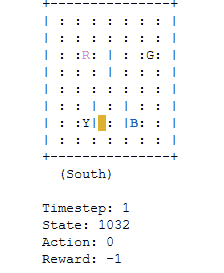 +---------------+
| : : : : : : : |
| : : : | : : : |
| : :R: | : :G: |
| : : : | : : : |
| : : : : : : : |
| : : | : | : : |
| : :Y| : |B: : |
| : : : : : : : |
+---------------+
(South)
Timestep: 1
State: 1032
Action: 0
Reward: -1